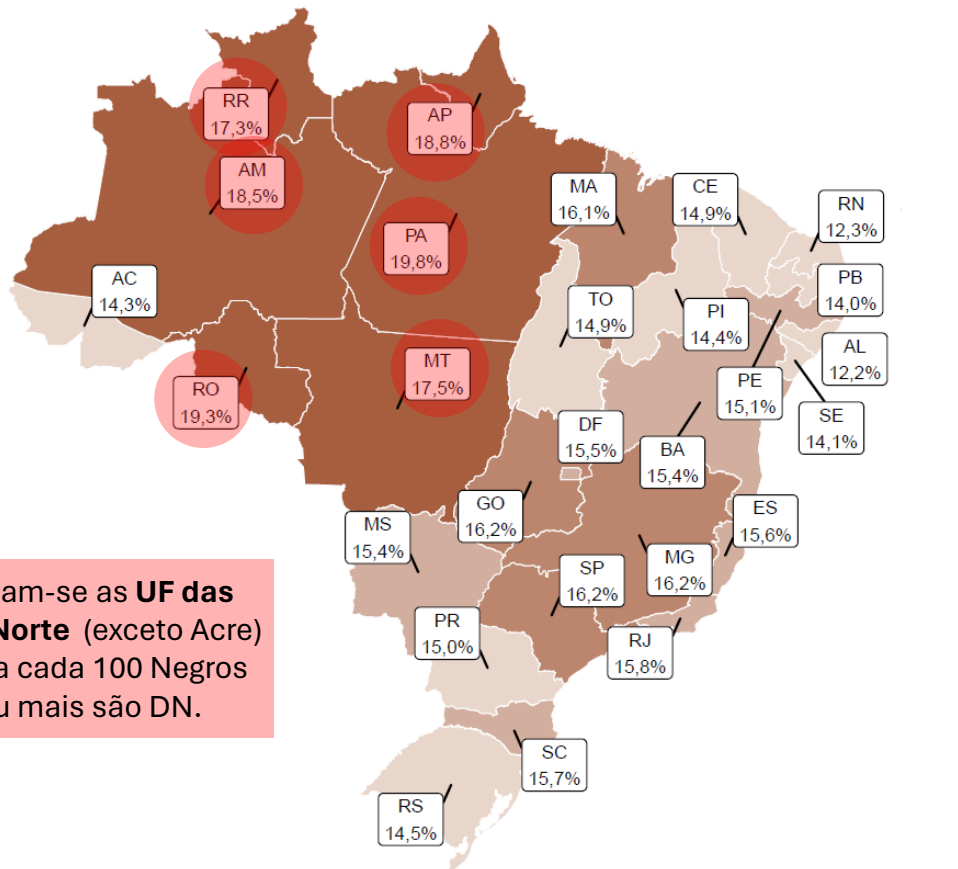 RR
17,3%
AP
18,8%
AM
18,5%
MA
16,1%
CE
14,9%
RN
12,3%
PA
19,8%
AC
14,3%
TO
14,9%
PI
14,4%
PB
14,0%
AL
12,2%
MT
17,5%
RO
19,3%
PE
15,1%
SE
14,1%
DF
15,5%
BA
15,4%
GO
16,2%
MS
15,4%
ES
15,6%
MG
16,2%
SP
16,2%
am-se as UF das
Norte (exceto Acre)
a cada 100 Negros
u mais são DN.
PR
15,0%
RJ
15,8%
SC
15,7%
RS
14,5%